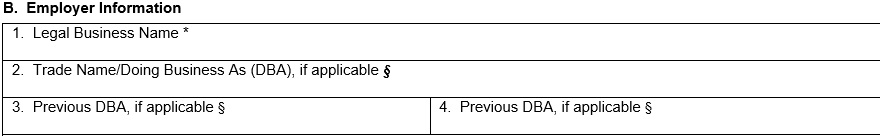 B. Employer Information
1. Legal Business Name *
2. Trade Name/Doing Business As (DBA), if applicable §
3. Previous DBA, if applicable §
4. Previous DBA, if applicable §